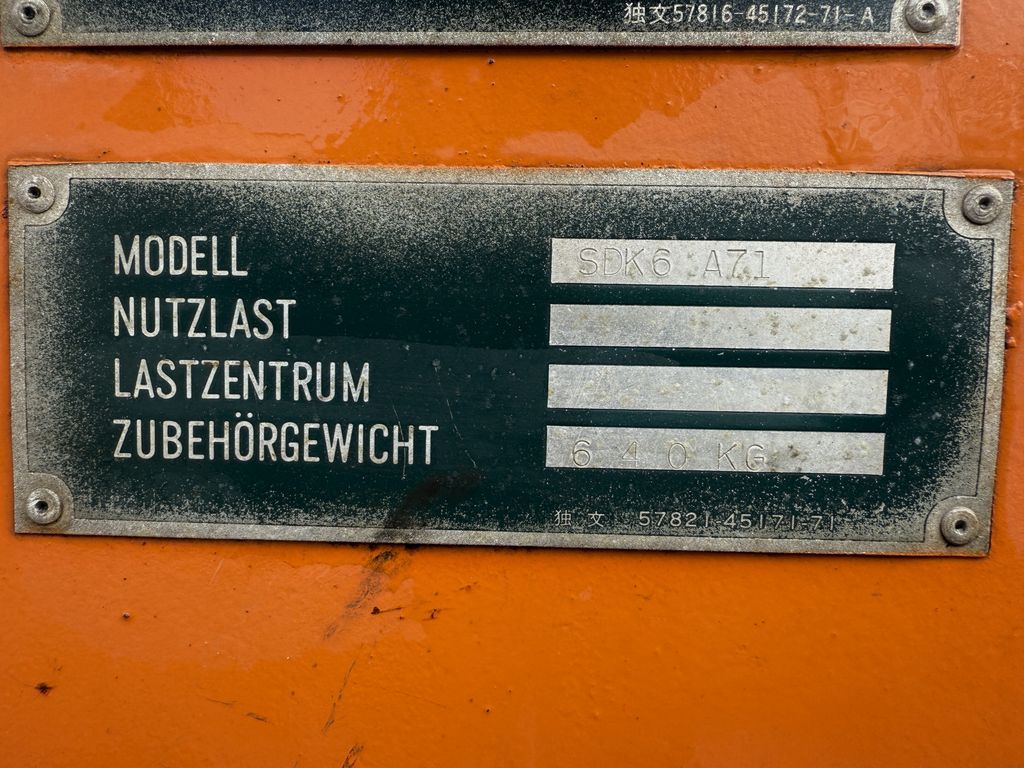 独文57816-45172-71-A
MODELL SDK6 A71
NUTZLAST
LASTZENTRUM
ZUBEHÖRGEWICHT 640 KG
独文 57821-45171-71